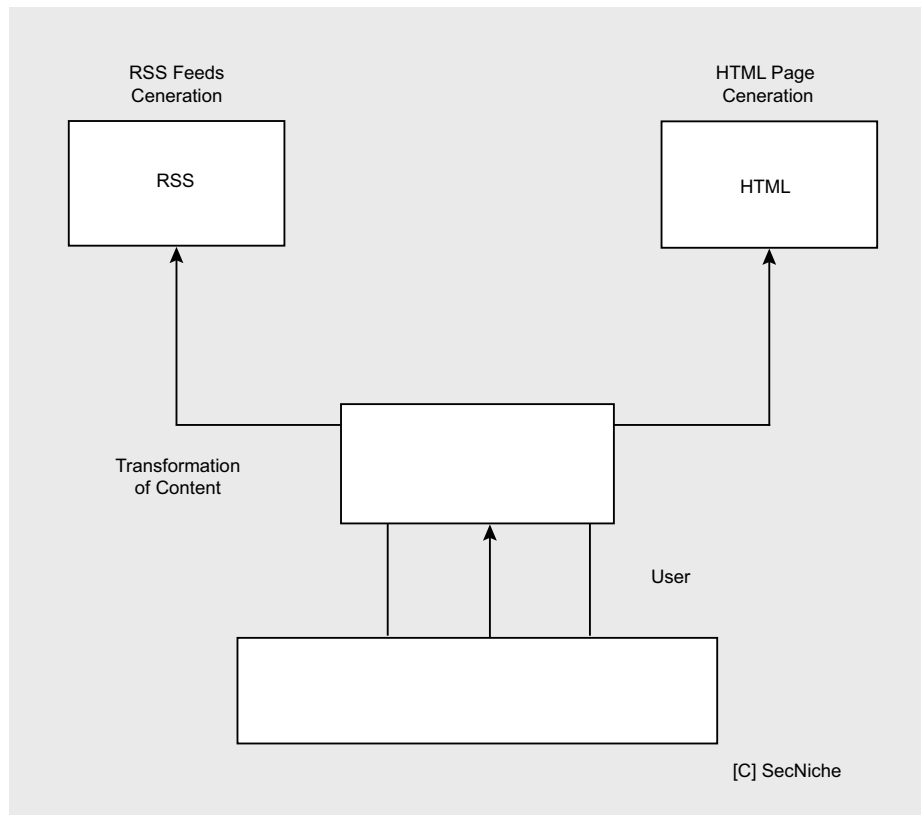 RSS Feeds
Ceneration
HTML Page
Ceneration
RSS
HTML
Transformation
of Content
User
[C] SecNiche